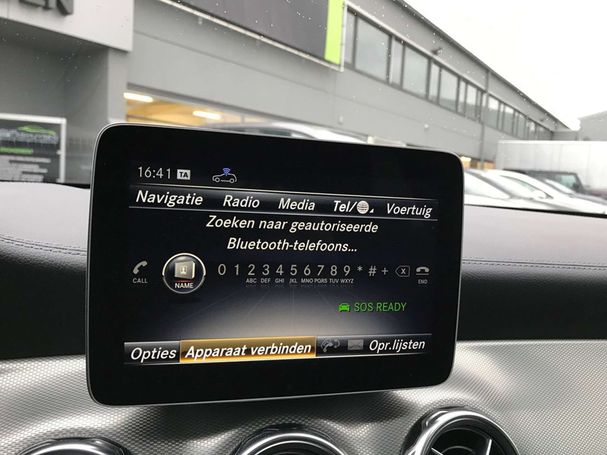 16:41 TA
Navigatie Radio Media Tel/ Voertuig
Zoeken naar geautoriseerde
Bluetooth-telefoons...
CALL NAME 0 1 2 3 4 5 6 7 8 9 * # + END
ABC DEF GHI JKL MNO PQRS TUV WXYZ
SOS READY
Opties Apparaat verbinden Opr.lijsten